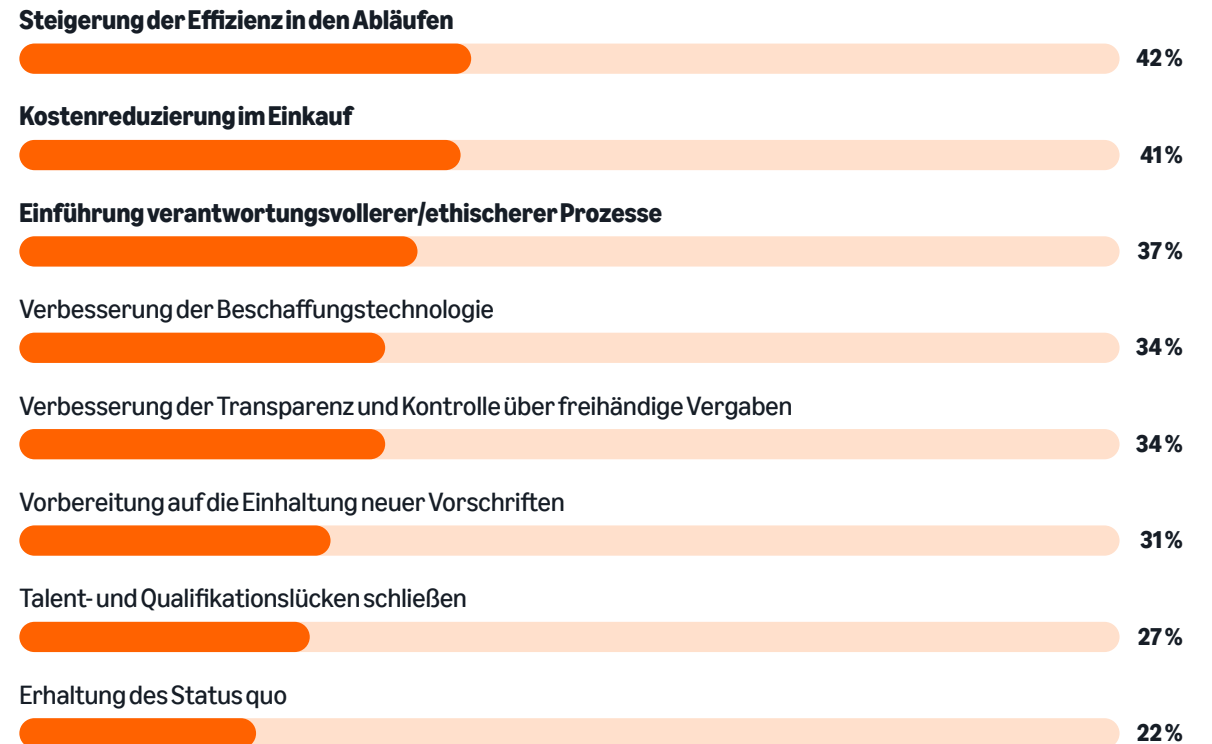 Steigerung der Effizienz in den Abläufen
42 %
Kostenreduzierung im Einkauf
41 %
Einführung verantwortungsvollerer/ethischerer Prozesse
37 %
Verbesserung der Beschaffungstechnologie
34 %
Verbesserung der Transparenz und Kontrolle über freihändige Vergaben
34 %
Vorbereitung auf die Einhaltung neuer Vorschriften
31 %
Talent- und Qualifikationslücken schließen
27 %
Erhaltung des Status quo
22 %